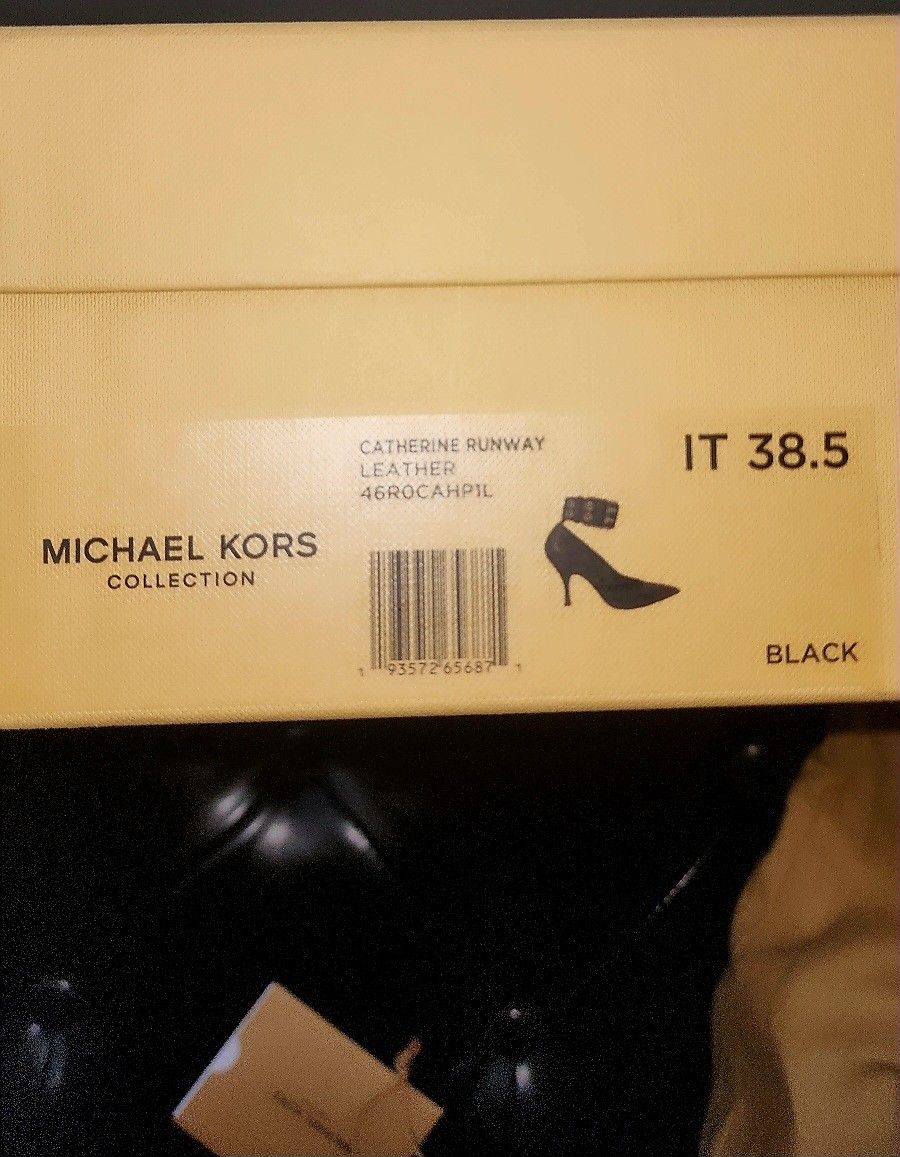 CATHERINE RUNWAY
LEATHER
46R0CAHP1L
IT 38.5
MICHAEL KORS
COLLECTION
1 93572 65687 1
BLACK